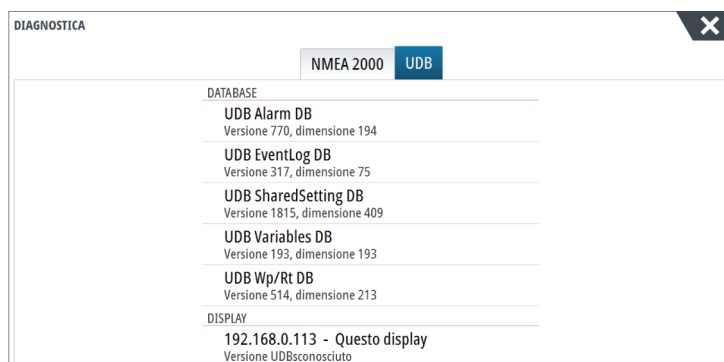 DIAGNOSTICA
NMEA 2000 UDB
DATABASE
UDB Alarm DB
Versione 770, dimensione 194
UDB EventLog DB
Versione 317, dimensione 75
UDB SharedSetting DB
Versione 1815, dimensione 409
UDB Variables DB
Versione 193, dimensione 193
UDB Wp/Rt DB
Versione 514, dimensione 213
DISPLAY
192.168.0.113 - Questo display
Versione UDBsconosciuto